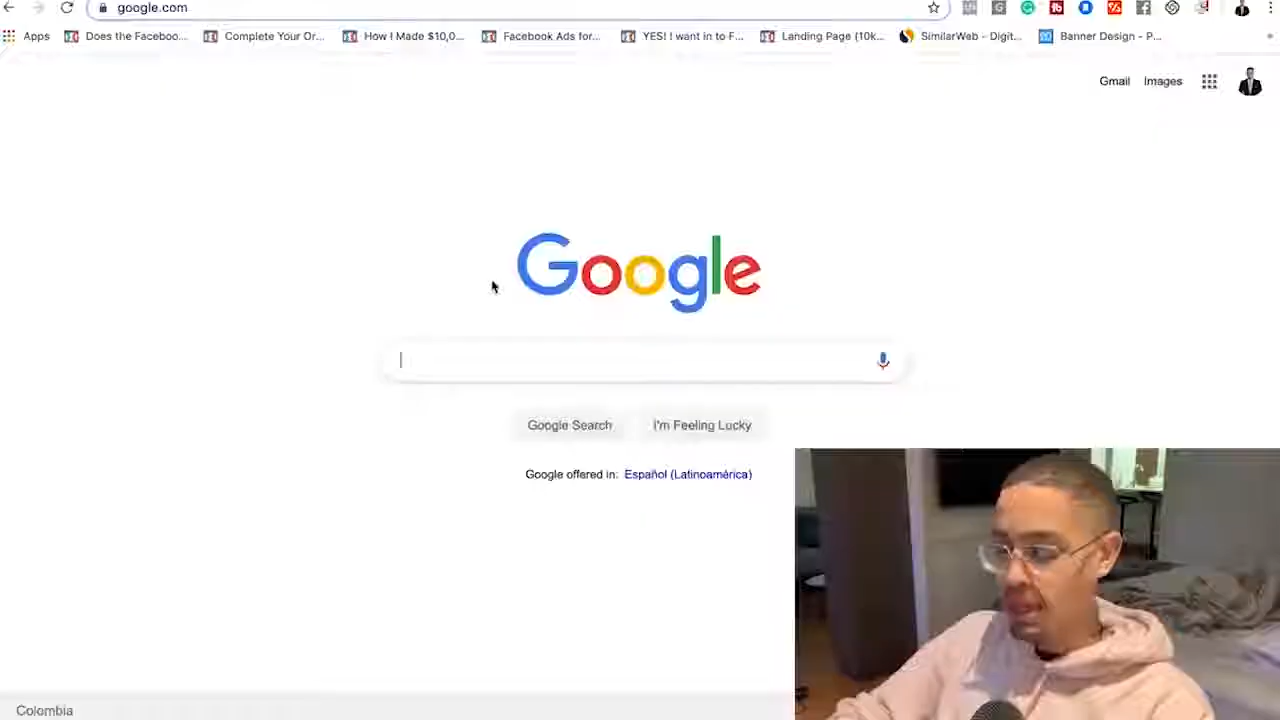 google.com
Apps Does the Faceboo... Complete Your Or... How I Made $10,0... Facebook Ads for... YES! I want in to F... Landing Page (10k... SimilarWeb - Digit... Banner Design - P...
Gmail Images
Google
Google Search I'm Feeling Lucky
Google offered in: Español (Latinoamérica)
Colombia